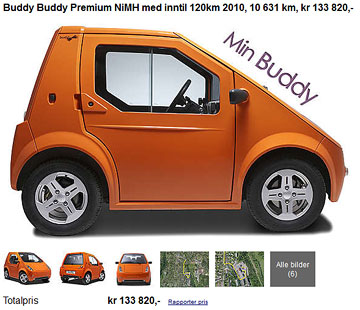 Buddy Buddy Premium NiMH med inntil 120km 2010, 10 631 km, kr 133 820,-
Min Buddy
Alle bilder
(6)
Totalpris kr 133 820,- Rapporter pris